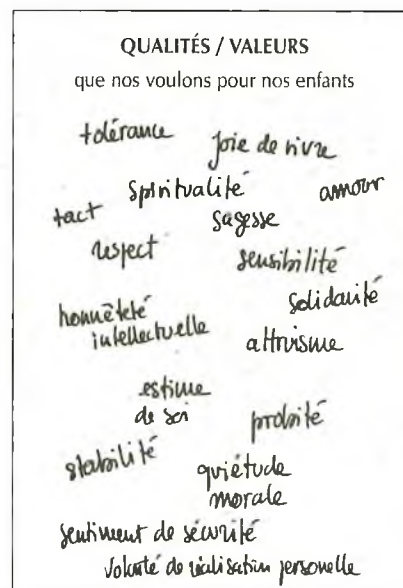 QUALITÉS / VALEURS
que nos voulons pour nos enfants
tolérance
joie de vivre
spiritualité
amour
tact
sagesse
respect
sensibilité
solidarité
honnêteté
intellectuelle
altruisme
estime
de soi
probité
stabilité
quiétude
morale
sentiment de sécurité
volonté de réalisation personelle